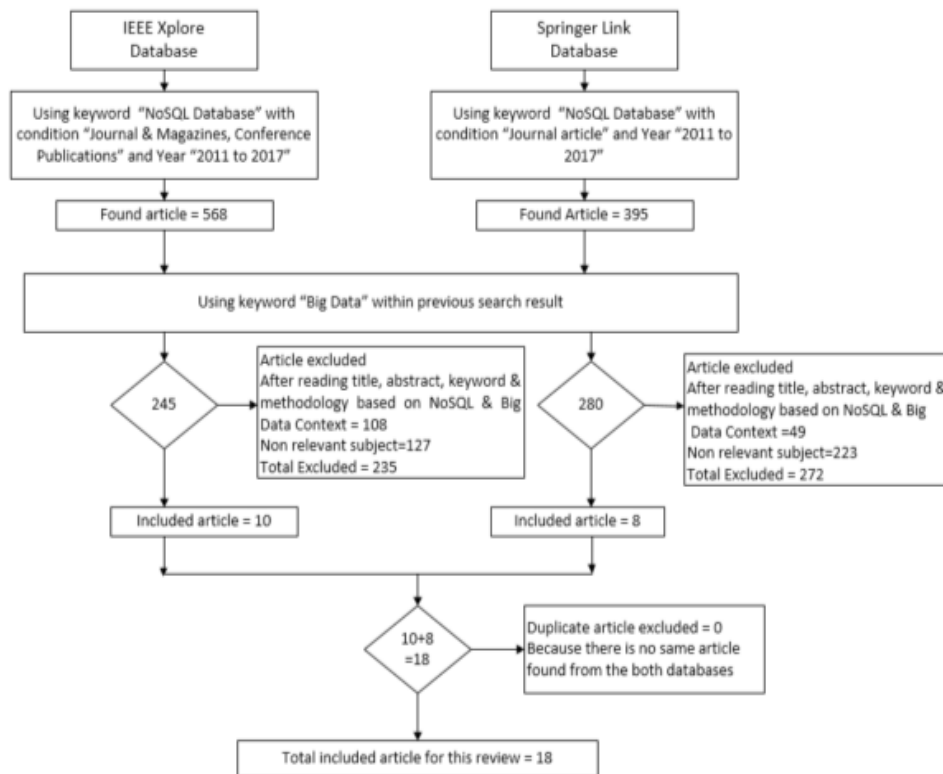 IEEE Xplore
Database
Springer Link
Database
Using keyword "NoSQL Database" with
condition "Journal & Magazines, Conference
Publications" and Year "2011 to 2017"
Using keyword "NoSQL Database" with
condition "Journal article" and Year "2011 to
2017"
Found article = 568
Found Article = 395
Using keyword "Big Data" within previous search result
245
Article excluded
After reading title, abstract, keyword &
methodology based on NoSQL & Big
Data Context = 108
Non relevant subject=127
Total Excluded = 235
280
Article excluded
After reading title, abstract, keyword &
methodology based on NoSQL & Big
Data Context =49
Non relevant subject=223
Total Excluded = 272
Included article = 10
Included article = 8
10+8
=18
Duplicate article excluded = 0
Because there is no same article
found from the both databases
Total included article for this review = 18